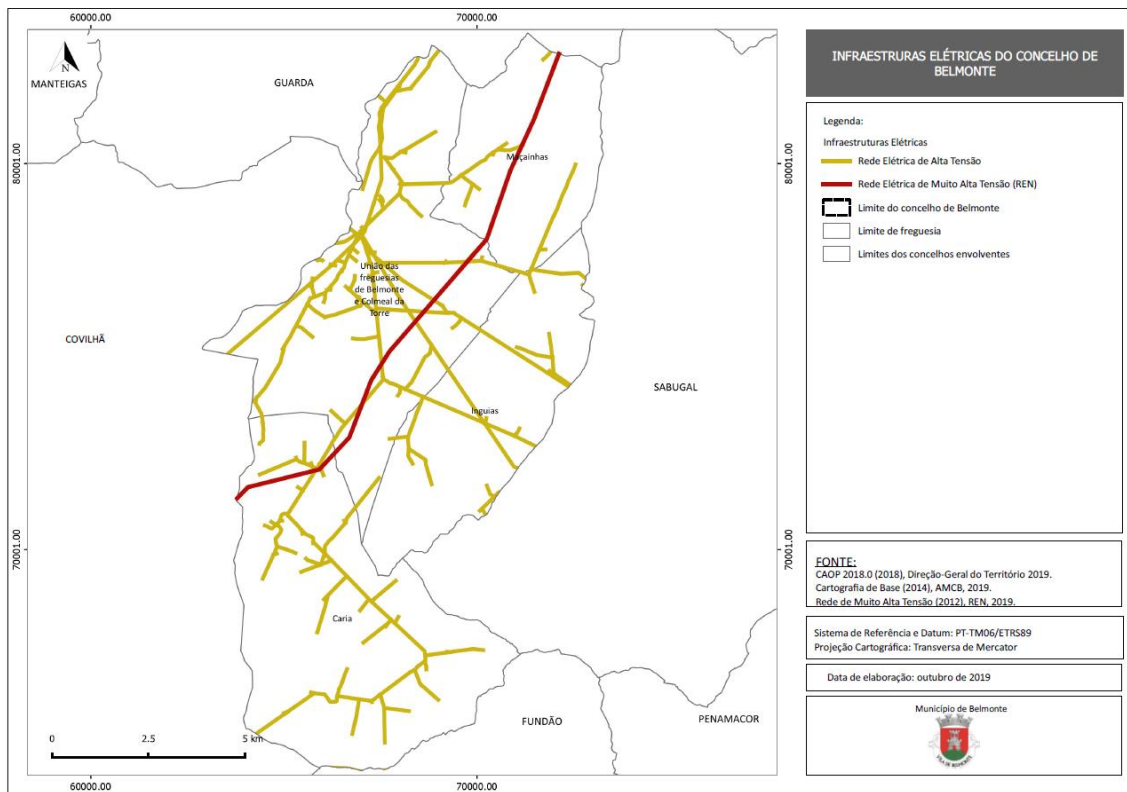 60000.00
70000.00
N
MANTEIGAS
GUARDA
80001.00
80001.00
Maçainhas
União das
freguesias
de Belmonte
e Colmeal da
Torre
COVILHÃ
SABUGAL
Inguias
70001.00
70001.00
Caria
FUNDÃO
PENAMACOR
0
2.5
5 km
60000.00
70000.00
INFRAESTRURAS ELÉTRICAS DO CONCELHO DE
BELMONTE
Legenda:
Infraestruturas Elétricas
Rede Elétrica de Alta Tensão
Rede Elétrica de Muito Alta Tensão (REN)
Limite do concelho de Belmonte
Limite de freguesia
Limites dos concelhos envolventes
FONTE:
CAOP 2018.0 (2018), Direção-Geral do Território 2019.
Cartografia de Base (2014), AMCB, 2019.
Rede de Muito Alta Tensão (2012), REN, 2019.
Sistema de Referência e Datum: PT-TM06/ETRS89
Projeção Cartográfica: Transversa de Mercator
Data de elaboração: outubro de 2019
Município de Belmonte
VILA DE BELMONTE